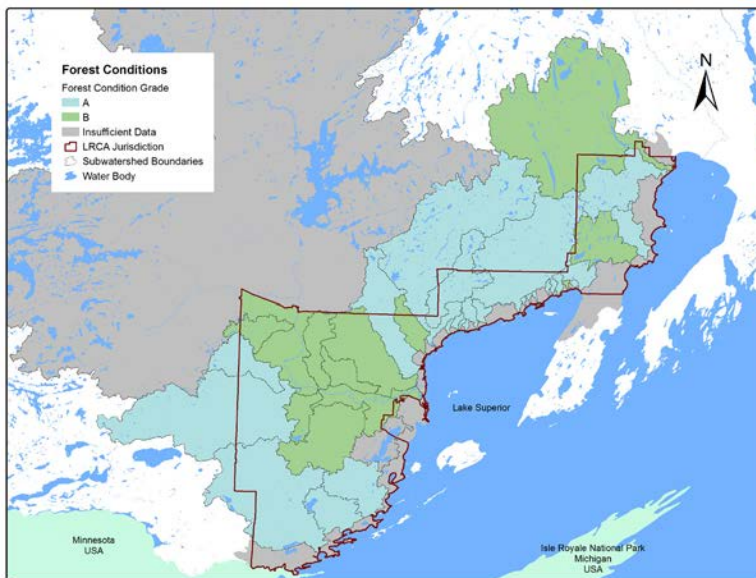 Forest Conditions
Forest Condition Grade
A
B
Insufficient Data
LRCA Jurisdiction
Subwatershed Boundaries
Water Body
N
Lake Superior
Minnesota
USA
Isle Royale National Park
Michigan
USA